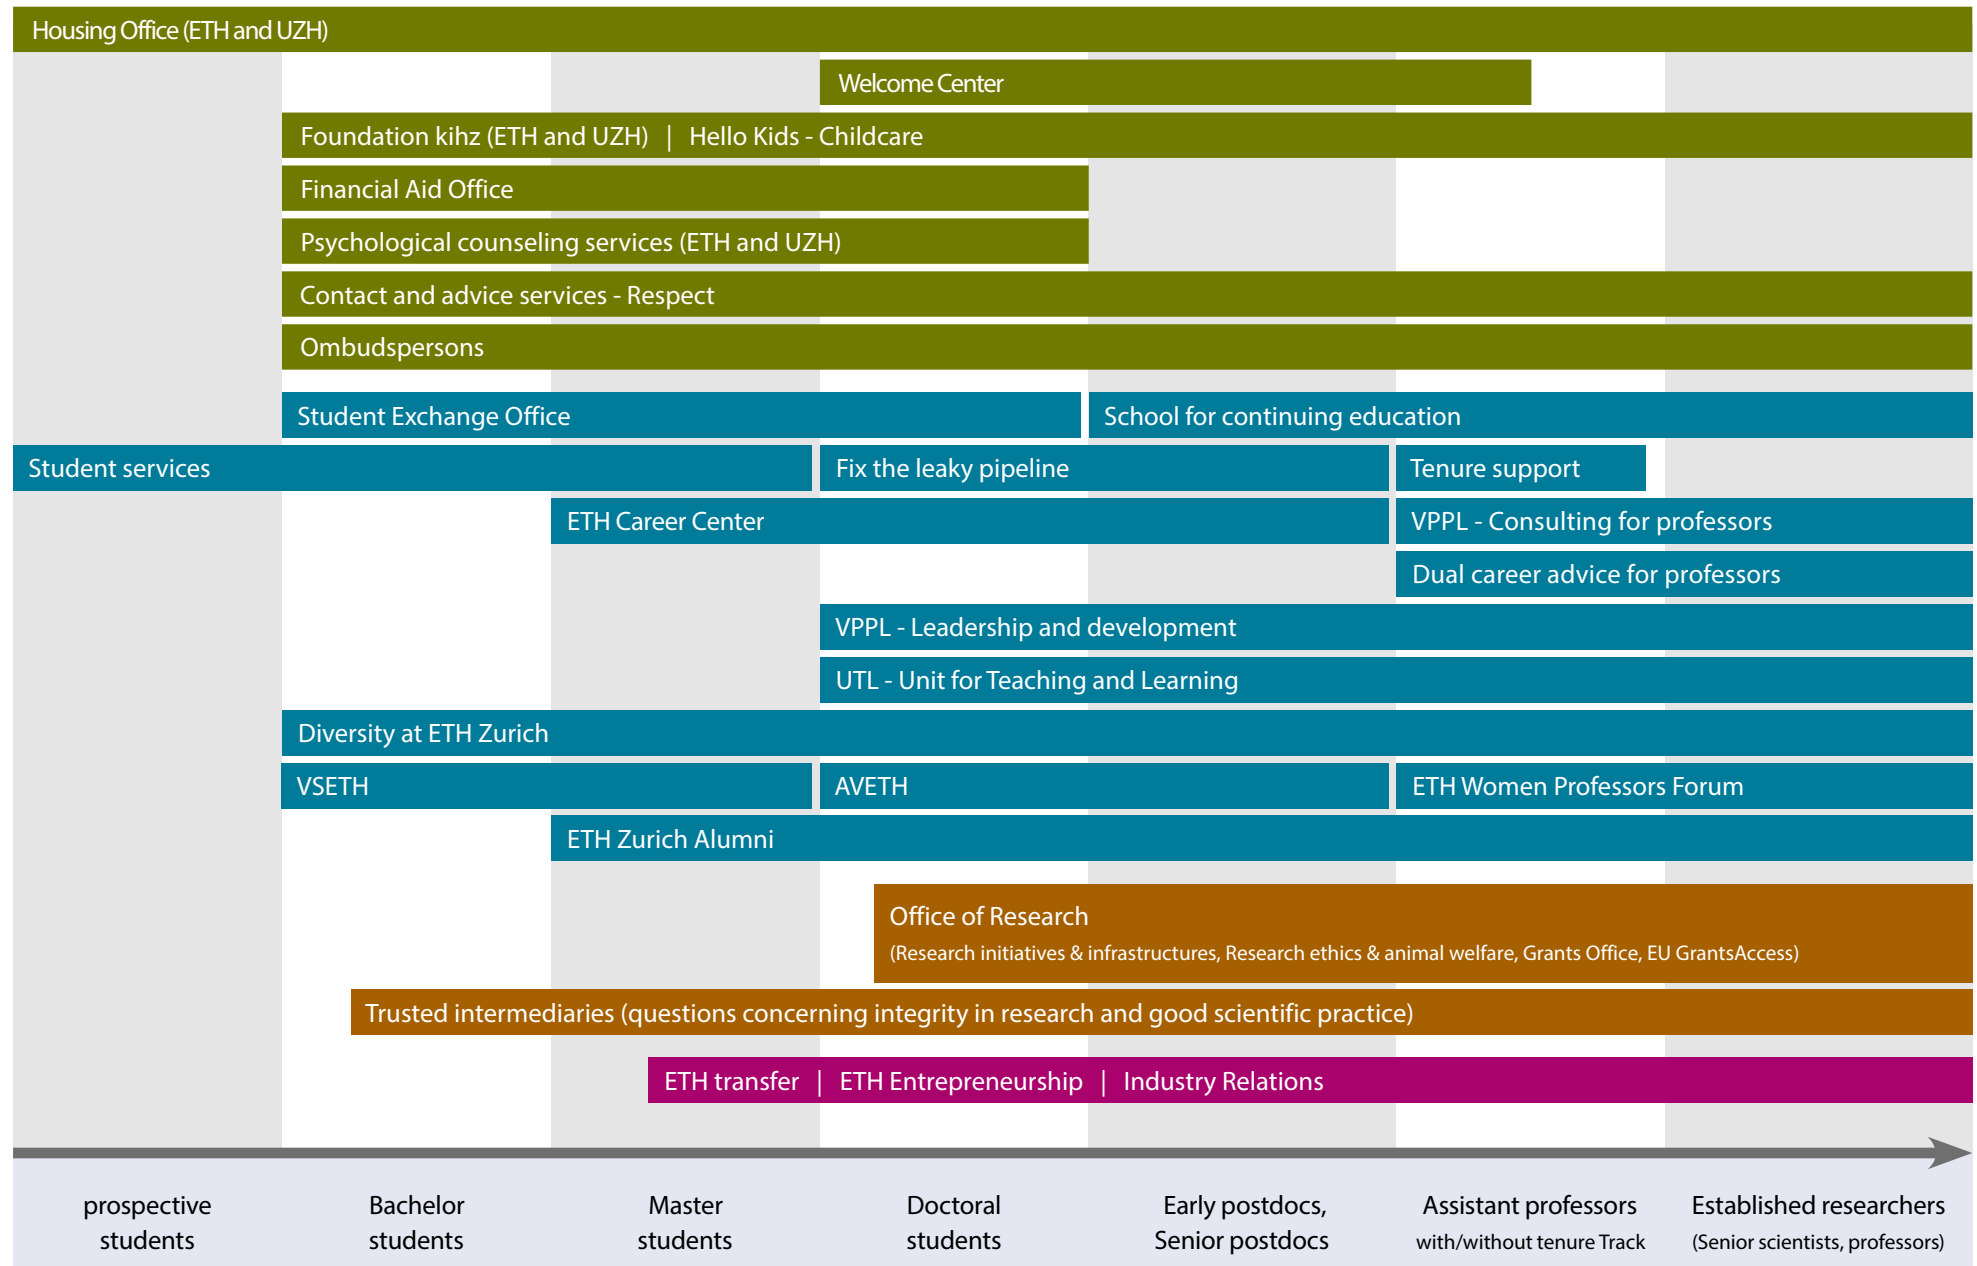 Housing Office (ETH and UZH)
Welcome Center
Foundation kihz (ETH and UZH) | Hello Kids - Childcare
Financial Aid Office
Psychological counseling services (ETH and UZH)
Contact and advice services - Respect
Ombudspersons
Student Exchange Office
School for continuing education
Student services
Fix the leaky pipeline
Tenure support
ETH Career Center
VPPL - Consulting for professors
Dual career advice for professors
VPPL - Leadership and development
UTL - Unit for Teaching and Learning
Diversity at ETH Zurich
VSETH
AVETH
ETH Women Professors Forum
ETH Zurich Alumni
Office of Research
(Research initiatives & infrastructures, Research ethics & animal welfare, Grants Office, EU GrantsAccess)
Trusted intermediaries (questions concerning integrity in research and good scientific practice)
ETH transfer | ETH Entrepreneurship | Industry Relations
prospective
students
Bachelor
students
Master
students
Doctoral
students
Early postdocs,
Senior postdocs
Assistant professors
with/without tenure Track
Established researchers
(Senior scientists, professors)